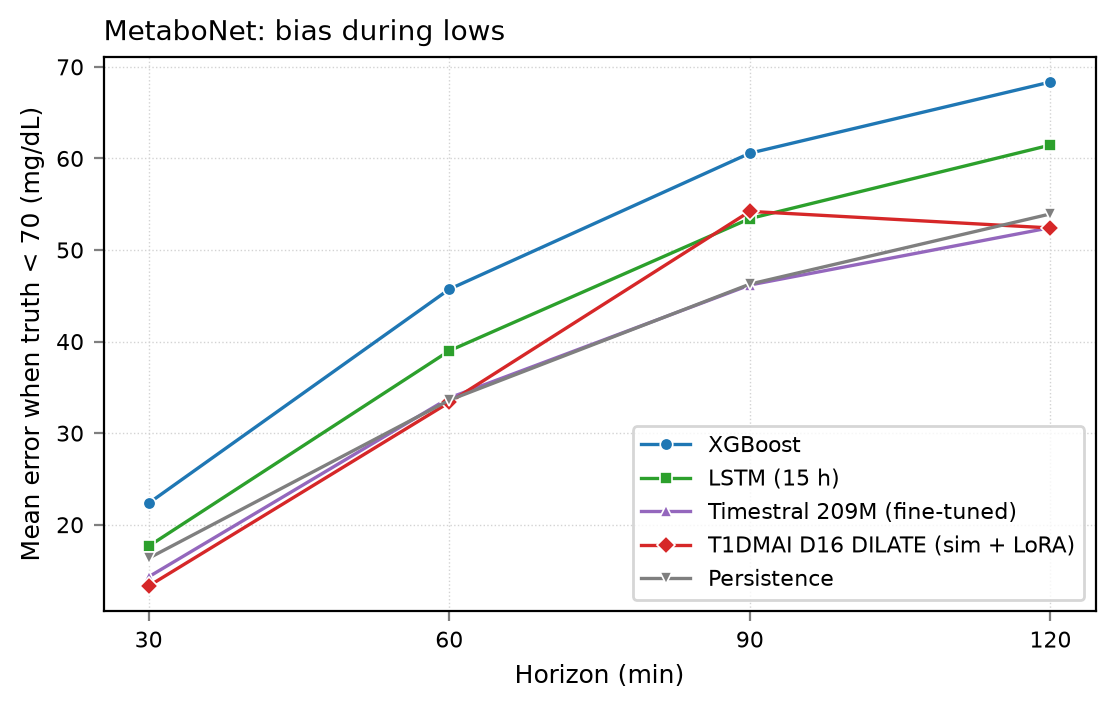 MetaboNet: bias during lows
Mean error when truth < 70 (mg/dL)
70
60
50
40
30
20
XGBoost
LSTM (15 h)
Timestral 209M (fine-tuned)
T1DMAI D16 DILATE (sim + LoRA)
Persistence
30
60
90
120
Horizon (min)